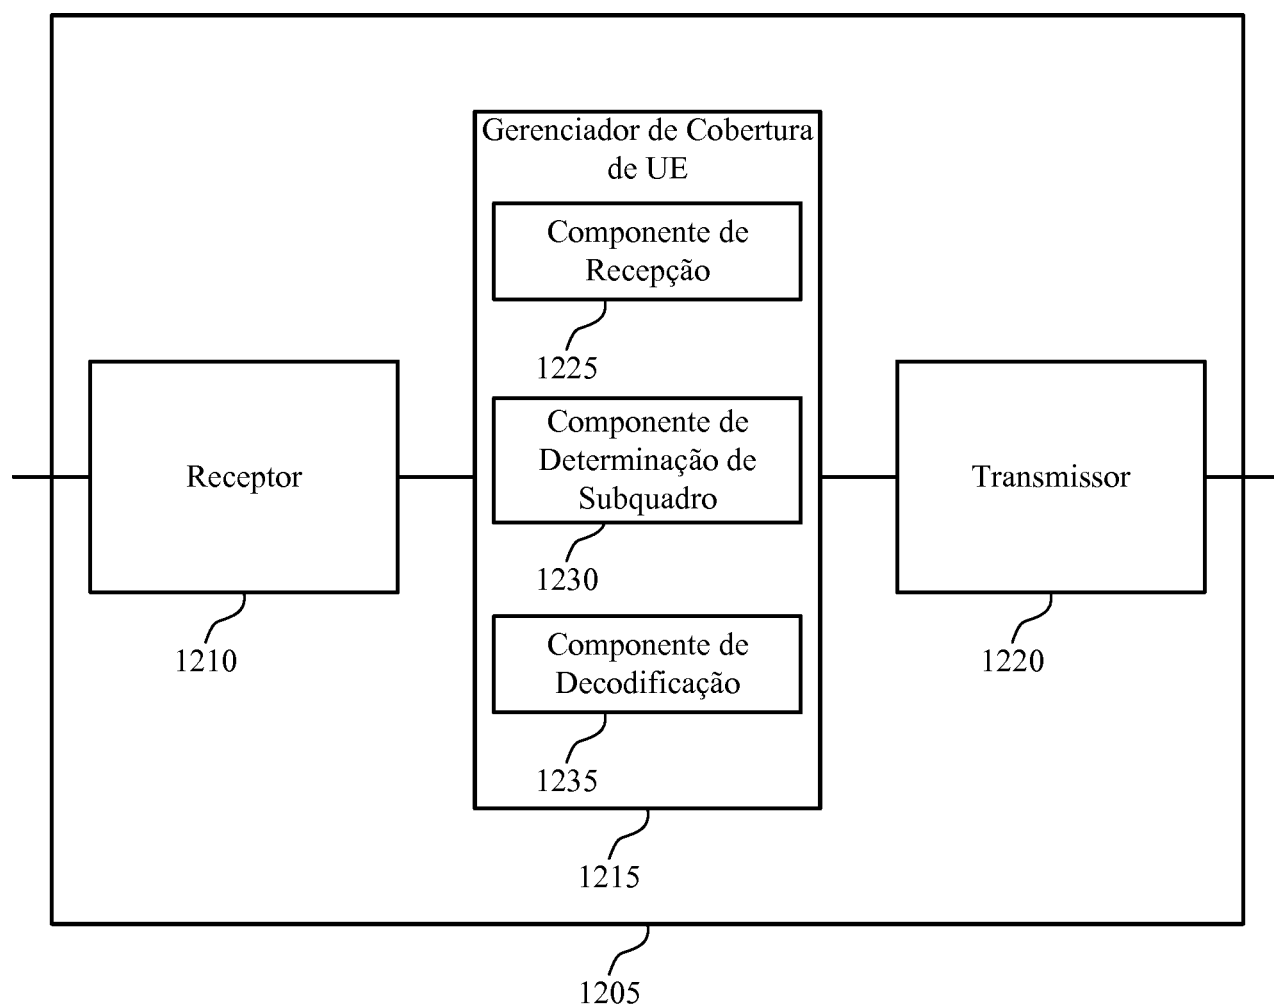 Gerenciador de Cobertura
de UE
Componente de
Recepção
1225
Receptor
1210
Componente de
Determinação de
Subquadro
1230
Componente de
Decodificação
1235
1215
Transmissor
1220
1205